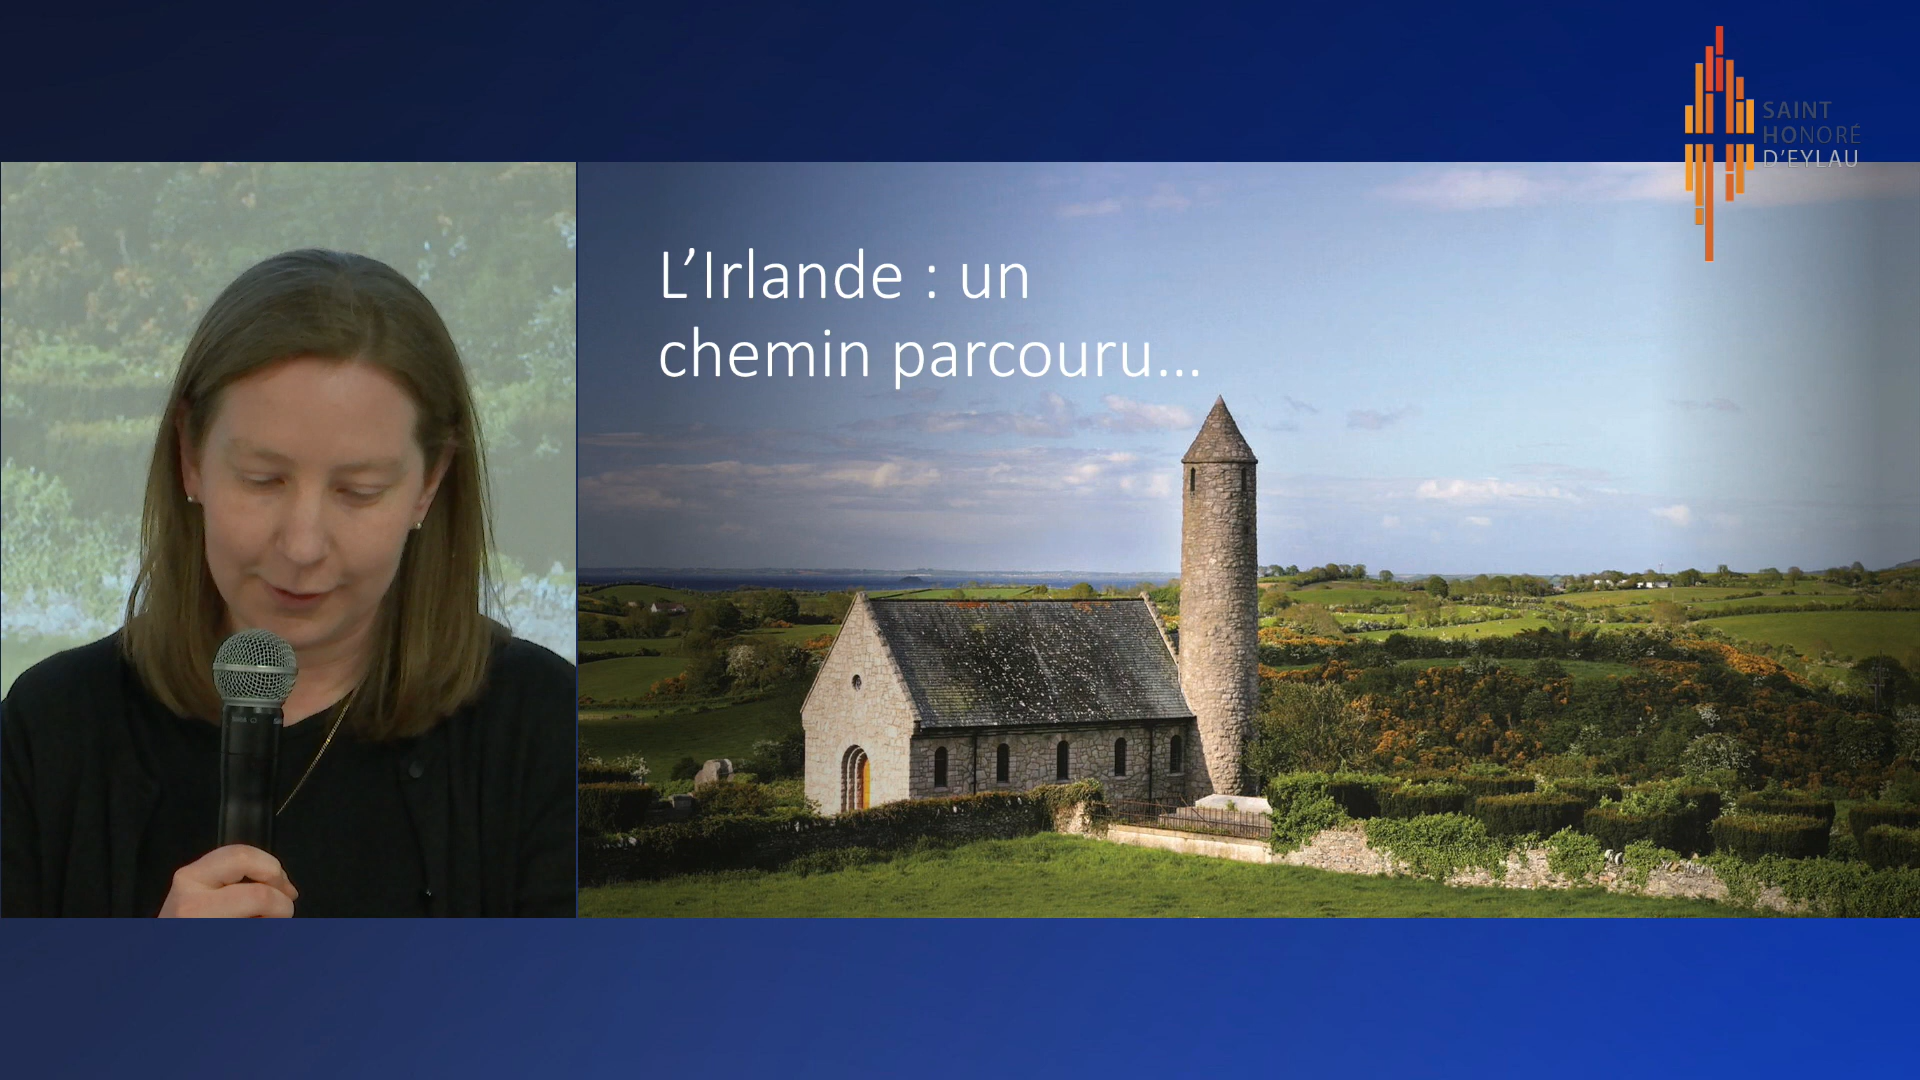 SAINT
HONORÉ
D'EYLAU
L'Irlande : un
chemin parcouru...